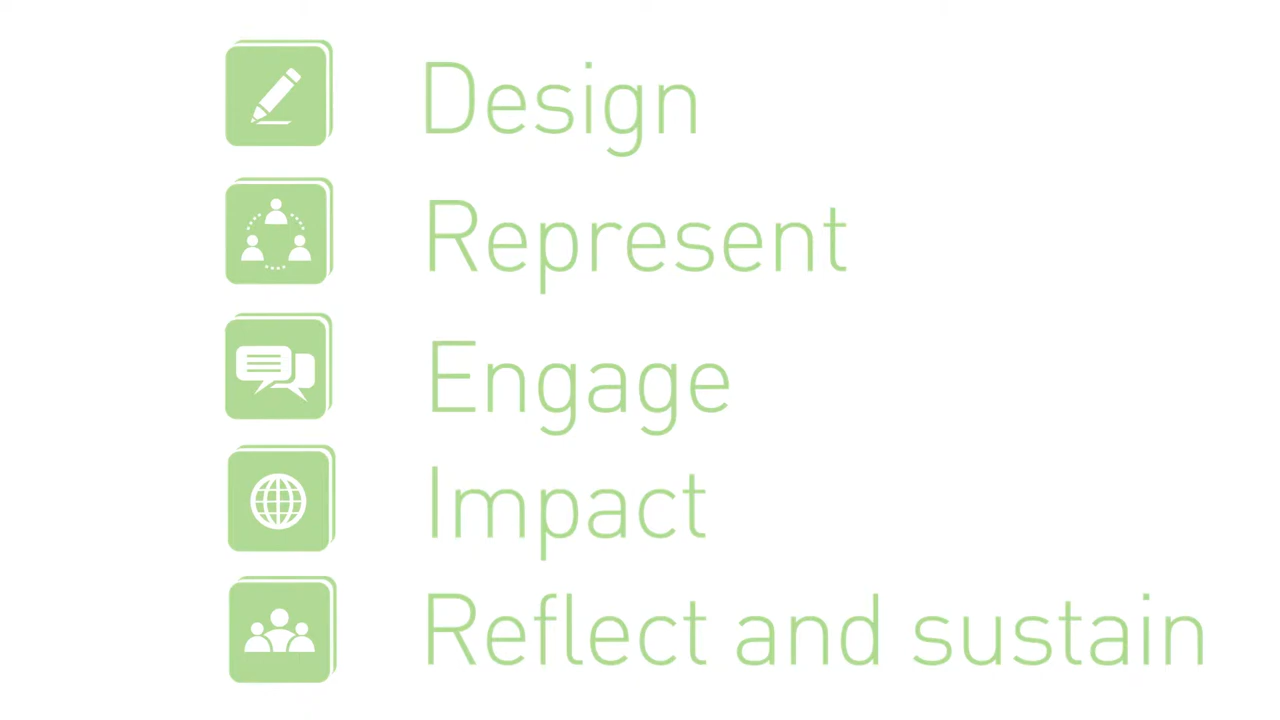 Design
Represent
Engage
Impact
Reflect and sustain